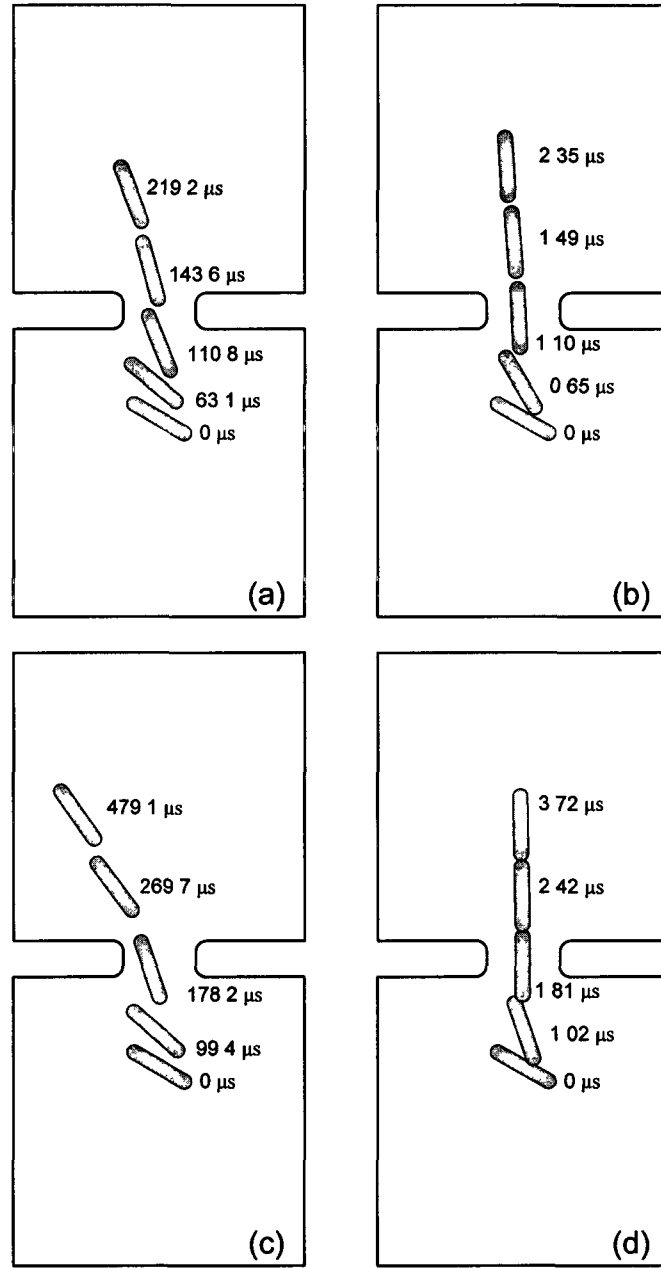 219 2 μs
143 6 μs
110 8 μs
63 1 μs
0 μs
(a)
2 35 μs
1 49 μs
1 10 μs
0 65 μs
0 μs
(b)
479 1 μs
269 7 μs
178 2 μs
99 4 μs
0 μs
(c)
3 72 μs
2 42 μs
1 81 μs
1 02 μs
0 μs
(d)